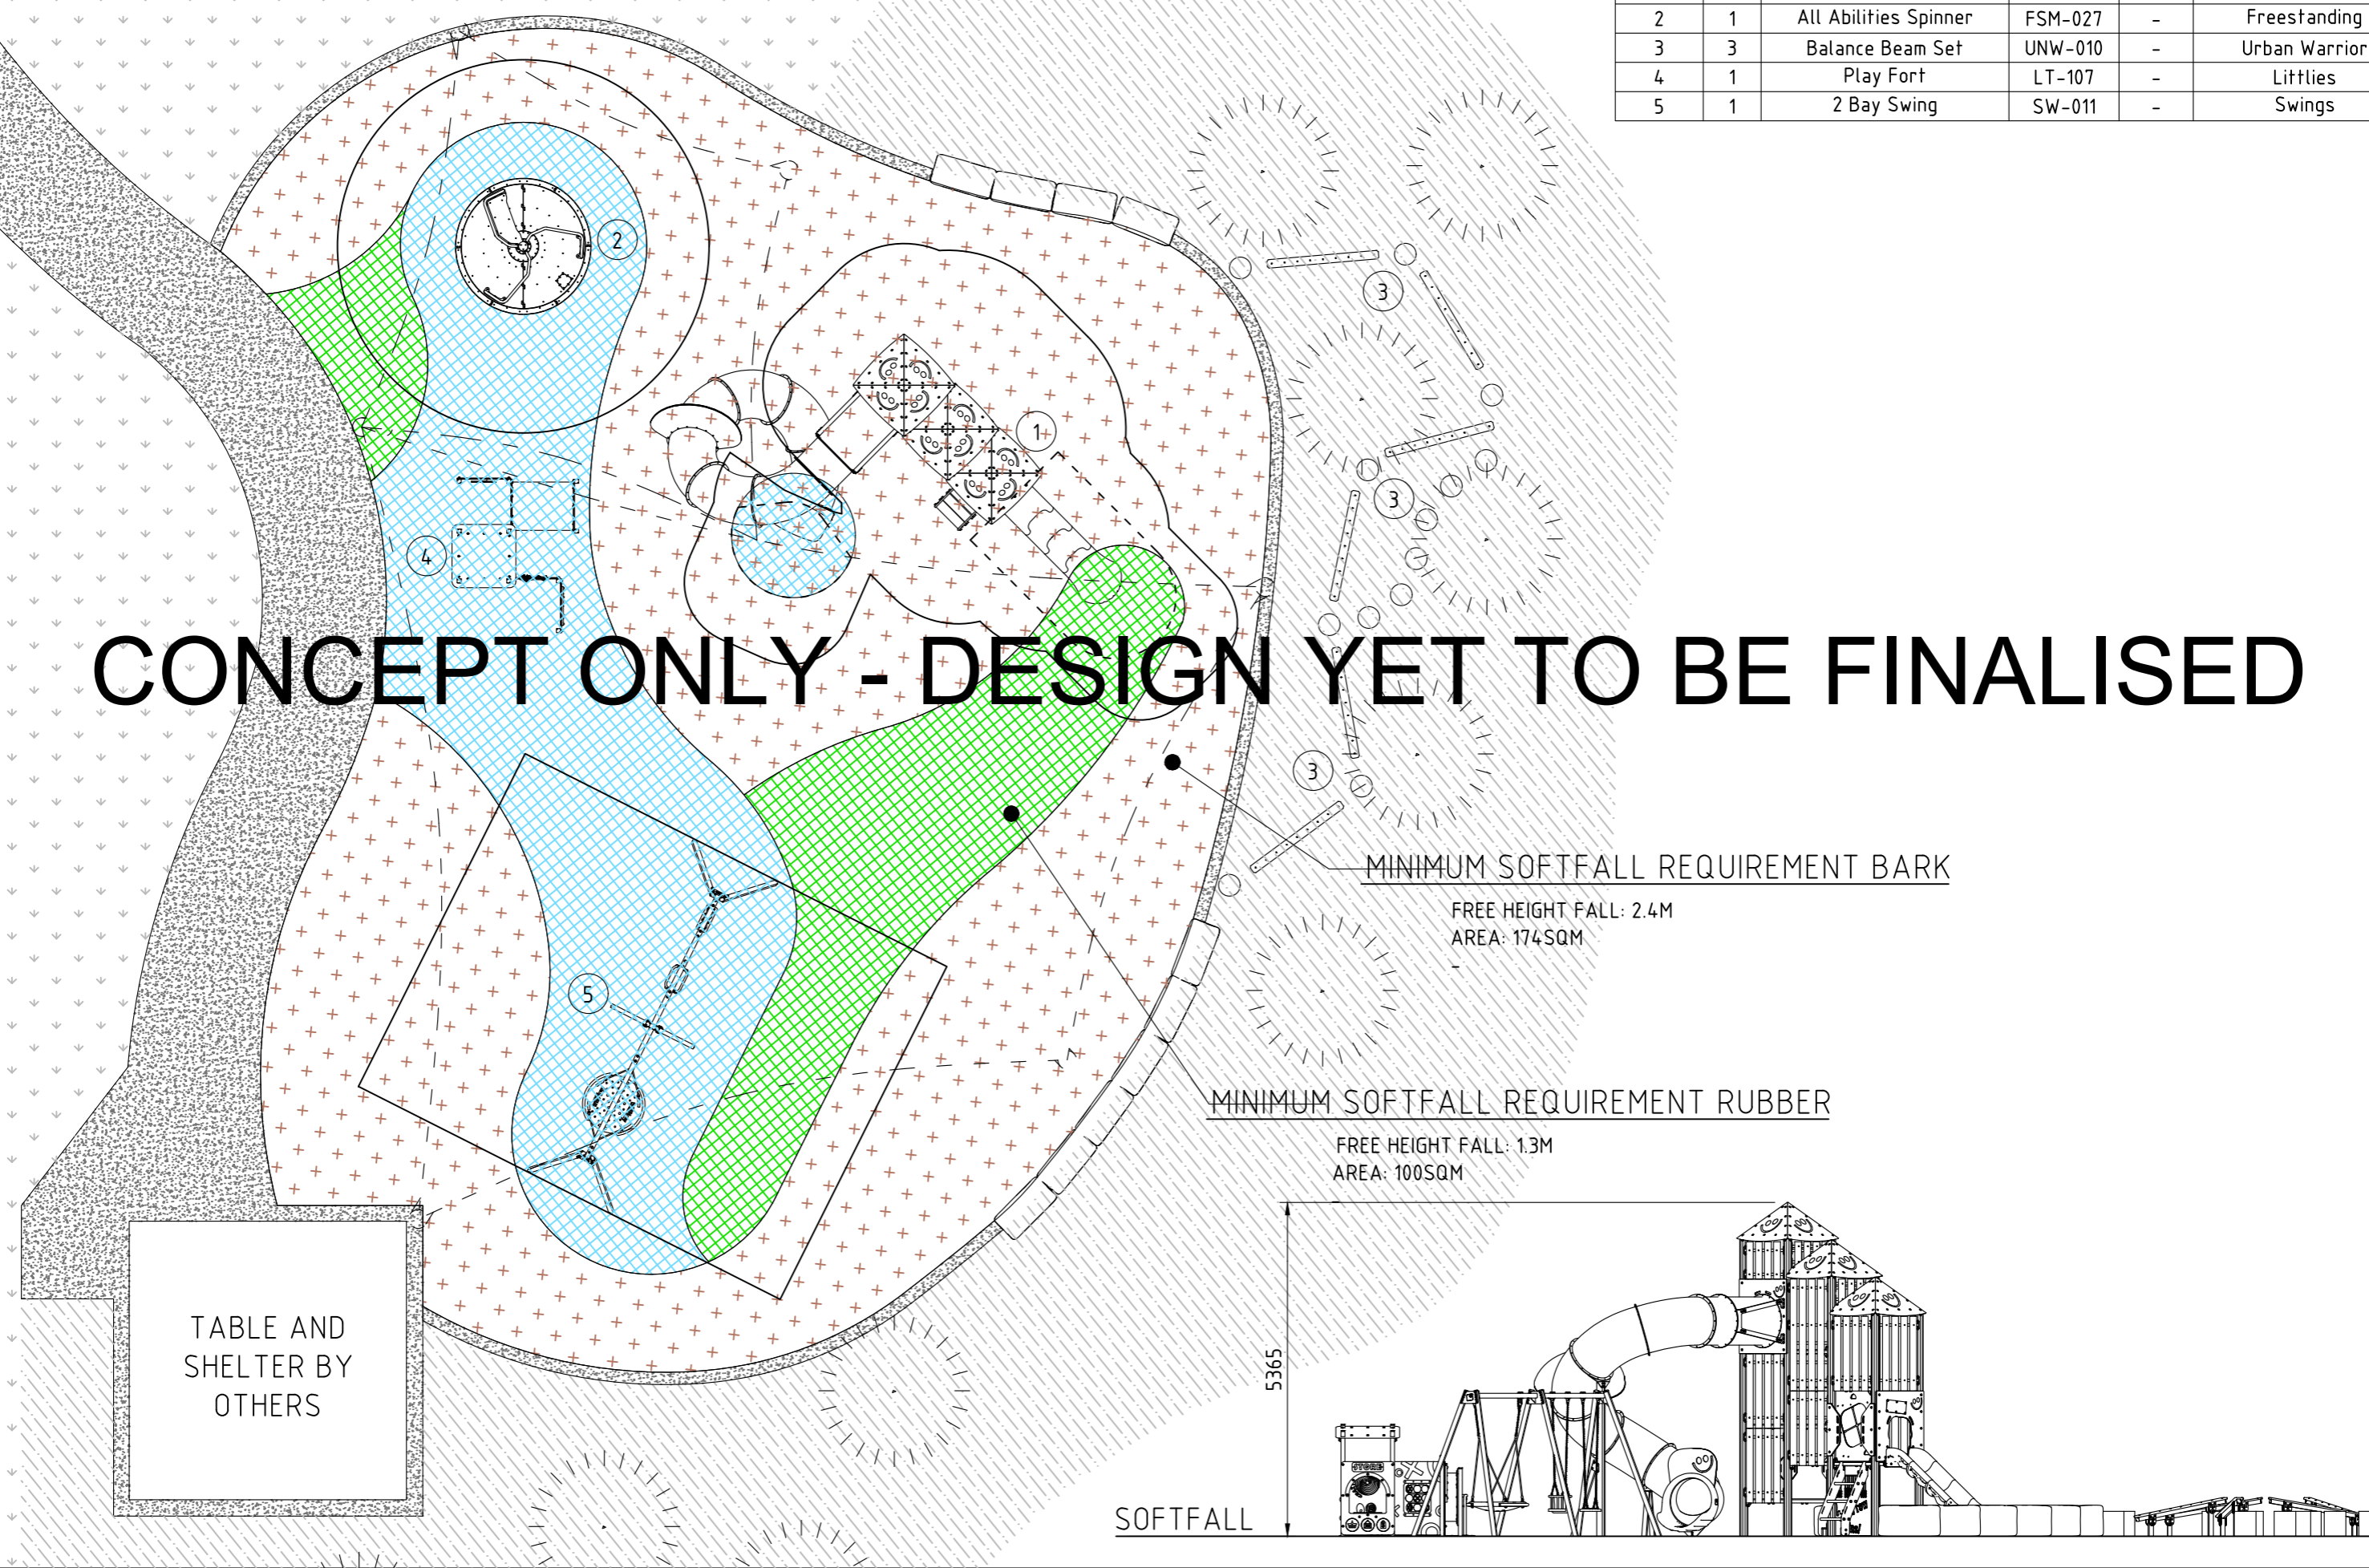 2 1 All Abilities Spinner FSM-027 - Freestanding
3 3 Balance Beam Set UNW-010 - Urban Warrior
4 1 Play Fort LT-107 - Littlies
5 1 2 Bay Swing SW-011 - Swings
2
3
1
3
4
CONCEPT ONLY - DESIGN YET TO BE FINALISED
3
MINIMUM SOFTFALL REQUIREMENT BARK
FREE HEIGHT FALL: 2.4M
AREA: 174SQM
-
5
MINIMUM SOFTFALL REQUIREMENT RUBBER
FREE HEIGHT FALL: 1.3M
AREA: 100SQM
-
TABLE AND
SHELTER BY
OTHERS
5365
STORE
SOFTFALL